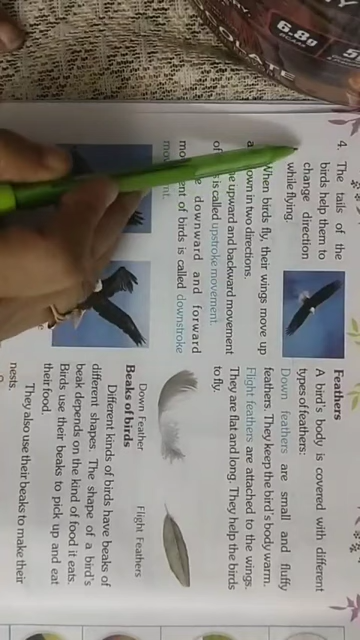 6.8g
BCAAs
OLATE
4. The tails of the
birds help them to
change direction
while flying.
When birds fly, their wings move up
down in two directions.
upward and backward movement
of is called upstroke movement.
downward and forward
of birds is called downstroke
Feathers
A bird's body is covered with different
types of feathers:
Down feathers are small and fluffy
feathers. They keep the bird's body warm.
Flight feathers are attached to the wings.
They are flat and long. They help the birds
to fly.
Down Feather Flight Feathers
Beaks of birds
Different kinds of birds have beaks of
different shapes. The shape of a bird's
beak depends on the kind of food it eats.
Birds use their beaks to pick up and eat
their food.
They also use their beaks to make their
nests.